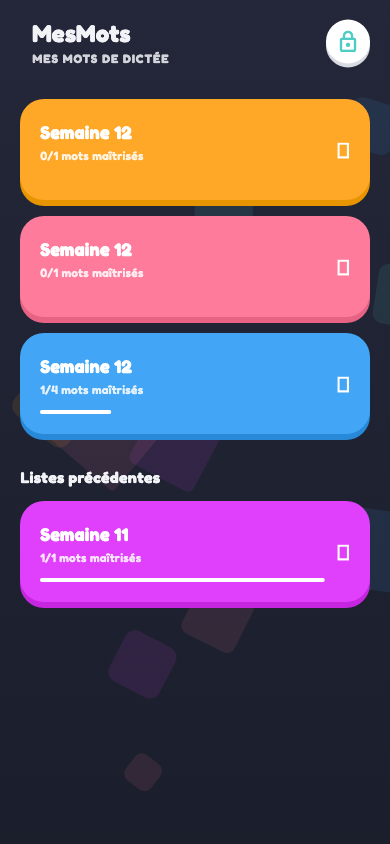 MesMots
MES MOTS DE DICTÉE
Semaine 12
0/1 mots maîtrisés
Semaine 12
0/1 mots maîtrisés
Semaine 12
1/4 mots maîtrisés
Listes précédentes
Semaine 11
1/1 mots maîtrisés